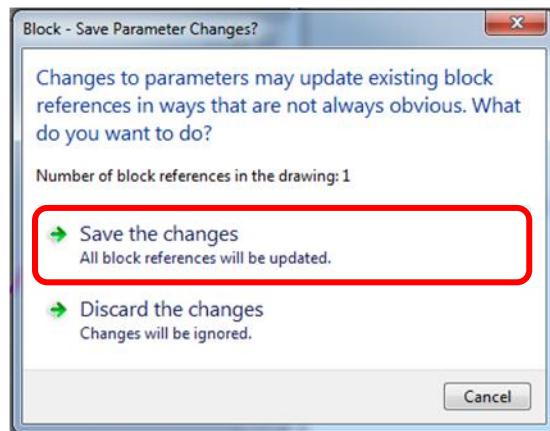 Block - Save Parameter Changes?
Changes to parameters may update existing block
references in ways that are not always obvious. What
do you want to do?
Number of block references in the drawing: 1
Save the changes
All block references will be updated.
Discard the changes
Changes will be ignored.
Cancel